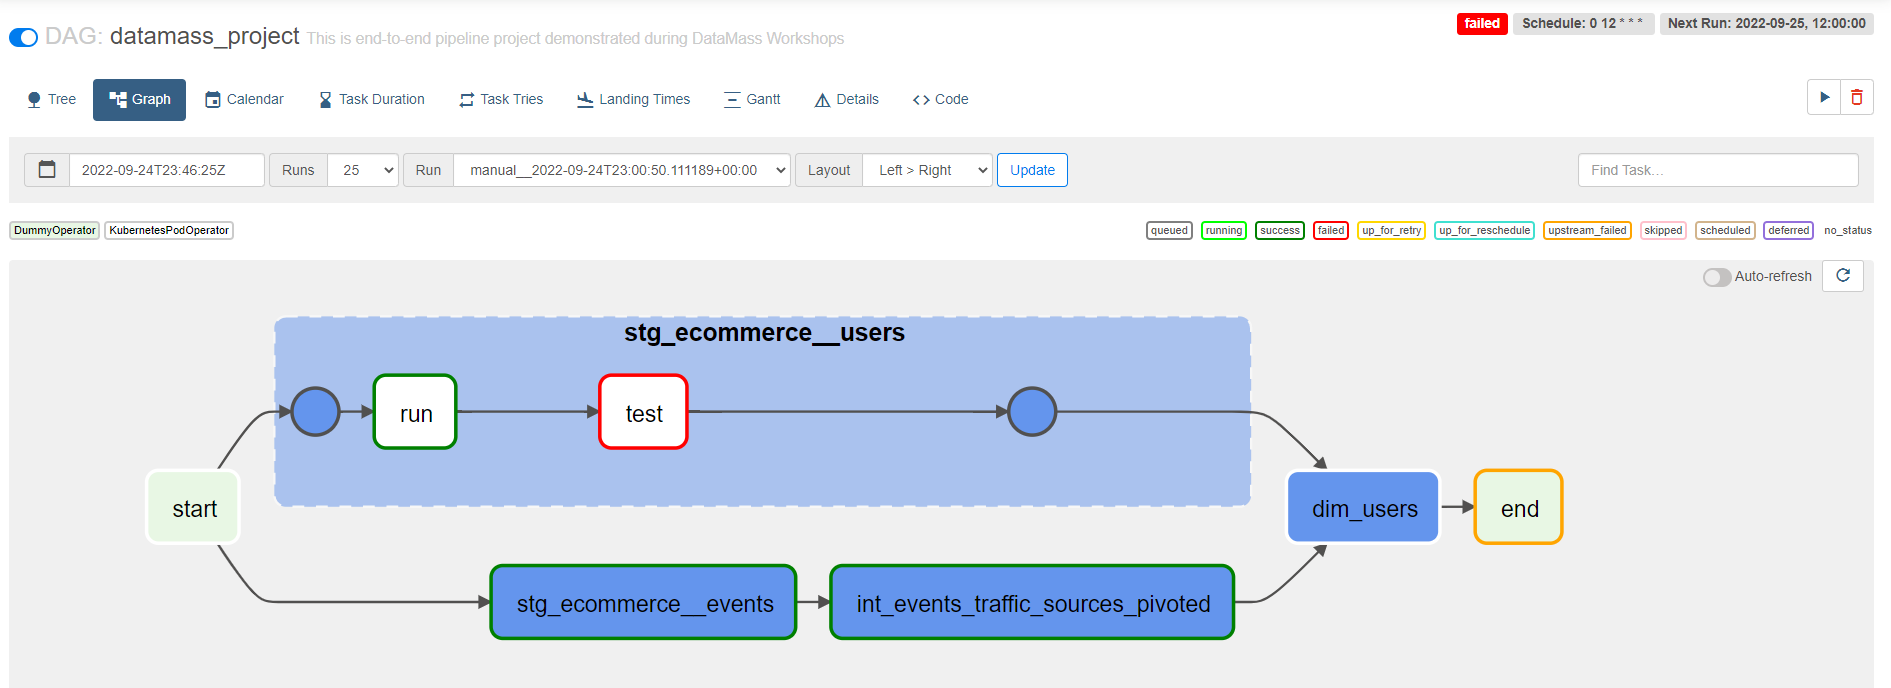 DAG: datamass_project This is end-to-end pipeline project demonstrated during DataMass Workshops
failed Schedule: 0 12 * * * Next Run: 2022-09-25, 12:00:00
Tree Graph Calendar Task Duration Task Tries Landing Times Gantt Details Code
2022-09-24T23:46:25Z Runs 25 Run manual__2022-09-24T23:00:50.111189+00:00 Layout Left > Right Update Find Task...
DummyOperator KubernetesPodOperator queued running success failed up_for_retry up_for_reschedule upstream_failed skipped scheduled deferred no_status
Auto-refresh
stg_ecommerce__users
run test
start dim_users end
stg_ecommerce__events int_events_traffic_sources_pivoted